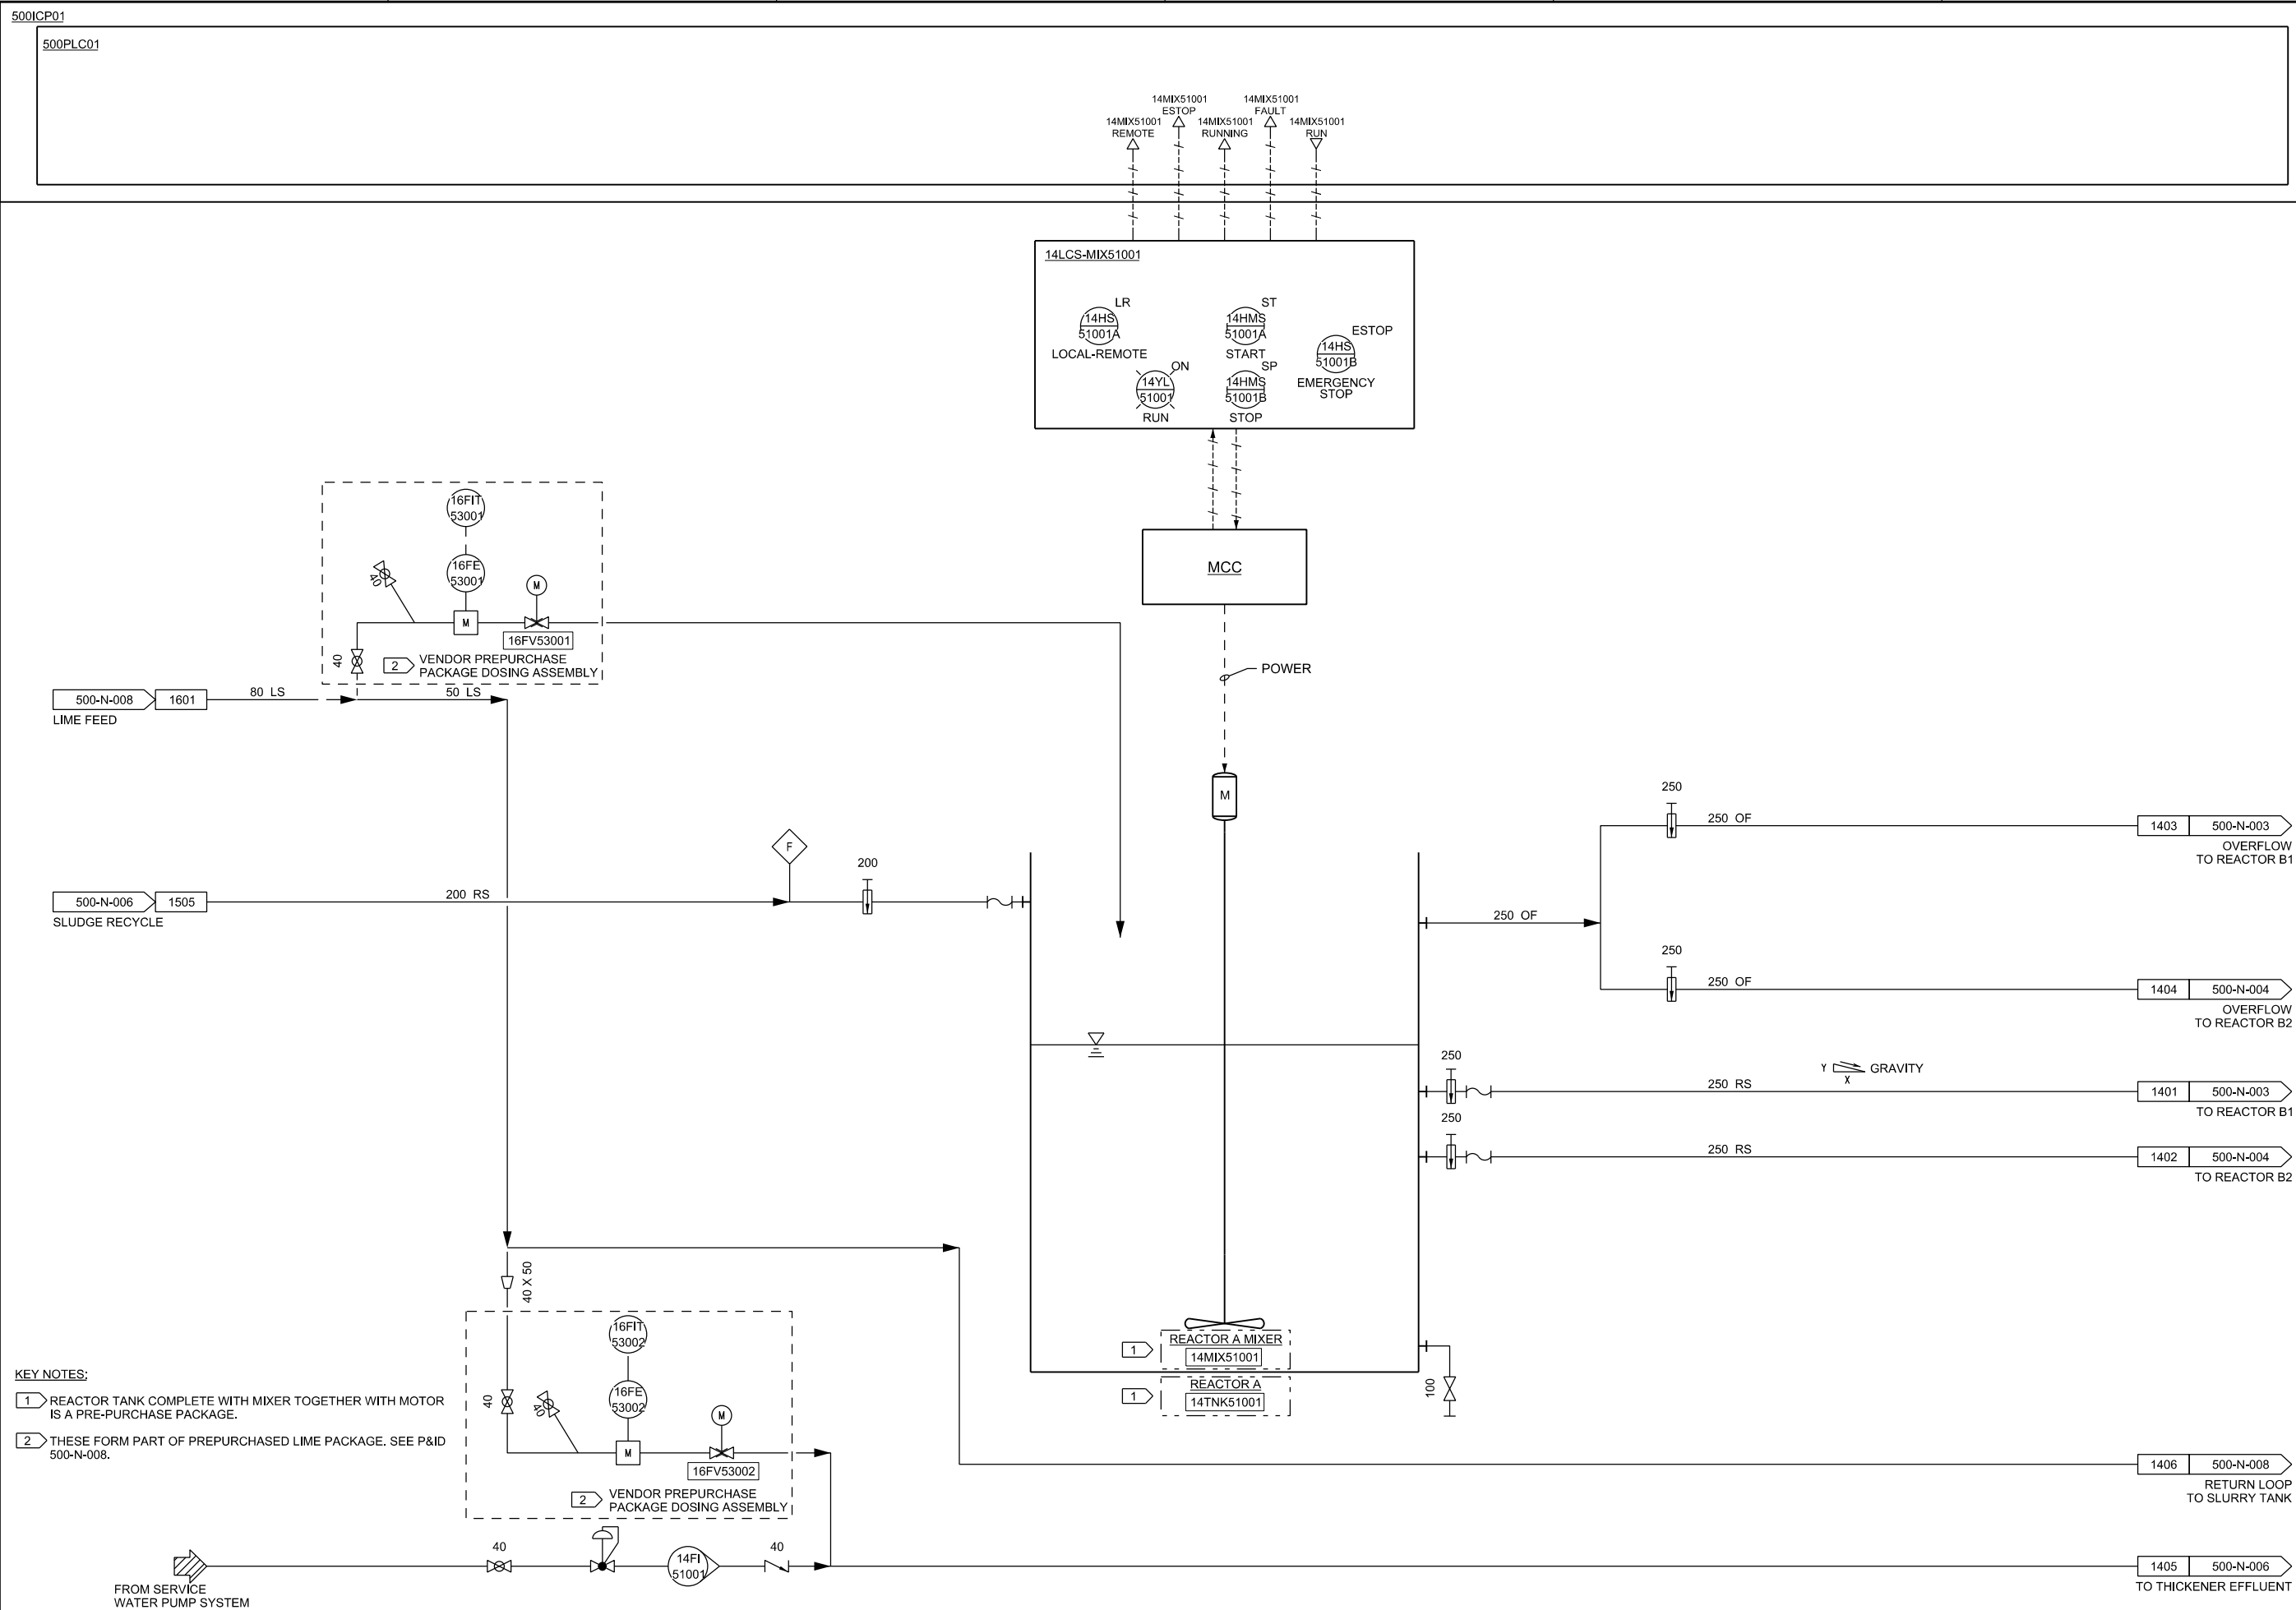 500ICP01
500PLC01
14MIX51001
ESTOP
14MIX51001
FAULT
14MIX51001
REMOTE
14MIX51001
RUNNING
14MIX51001
RUN
14LCS-MIX51001
LR
14HS
51001A
LOCAL-REMOTE
ST
14HMS
51001A
START
ESTOP
14HS
51001B
EMERGENCY
STOP
ON
14YL
51001
RUN
SP
14HMS
51001B
STOP
MCC
POWER
M
16FIT
53001
16FE
53001
M
40
M
16FV53001
40
2
VENDOR PREPURCHASE
PACKAGE DOSING ASSEMBLY
500-N-008
1601
80 LS
50 LS
LIME FEED
F
200
500-N-006
1505
200 RS
SLUDGE RECYCLE
250
250 OF
1403
500-N-003
OVERFLOW
TO REACTOR B1
250 OF
250
250 OF
1404
500-N-004
OVERFLOW
TO REACTOR B2
250
Y
X
GRAVITY
250 RS
1401
500-N-003
TO REACTOR B1
250
250 RS
1402
500-N-004
TO REACTOR B2
40 X 50
16FIT
53002
16FE
53002
40
40
M
M
16FV53002
2
VENDOR PREPURCHASE
PACKAGE DOSING ASSEMBLY
1
REACTOR A MIXER
14MIX51001
1
REACTOR A
14TNK51001
100
KEY NOTES:
1 REACTOR TANK COMPLETE WITH MIXER TOGETHER WITH MOTOR
IS A PRE-PURCHASE PACKAGE.
2 THESE FORM PART OF PREPURCHASED LIME PACKAGE. SEE P&ID
500-N-008.
1406
500-N-008
RETURN LOOP
TO SLURRY TANK
40
14FI
51001
40
FROM SERVICE
WATER PUMP SYSTEM
1405
500-N-006
TO THICKENER EFFLUENT